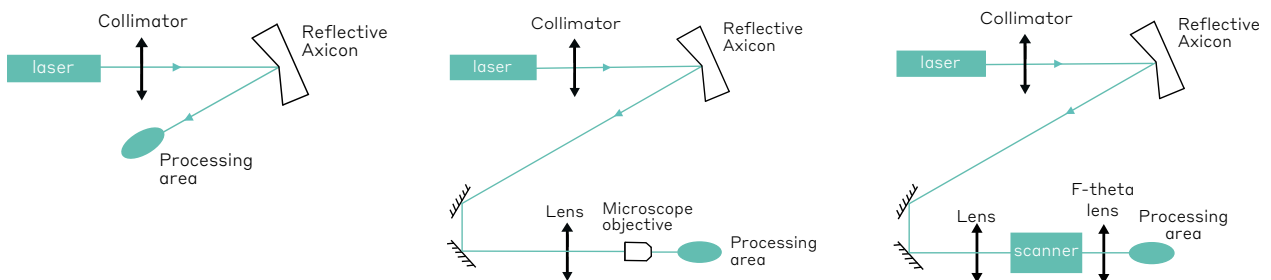 Collimator
Reflective
Axicon
laser
Processing
area
Collimator
Reflective
Axicon
laser
Lens
Microscope
objective
Processing
area
Collimator
Reflective
Axicon
laser
Lens
F-theta
lens
scanner
Processing
area